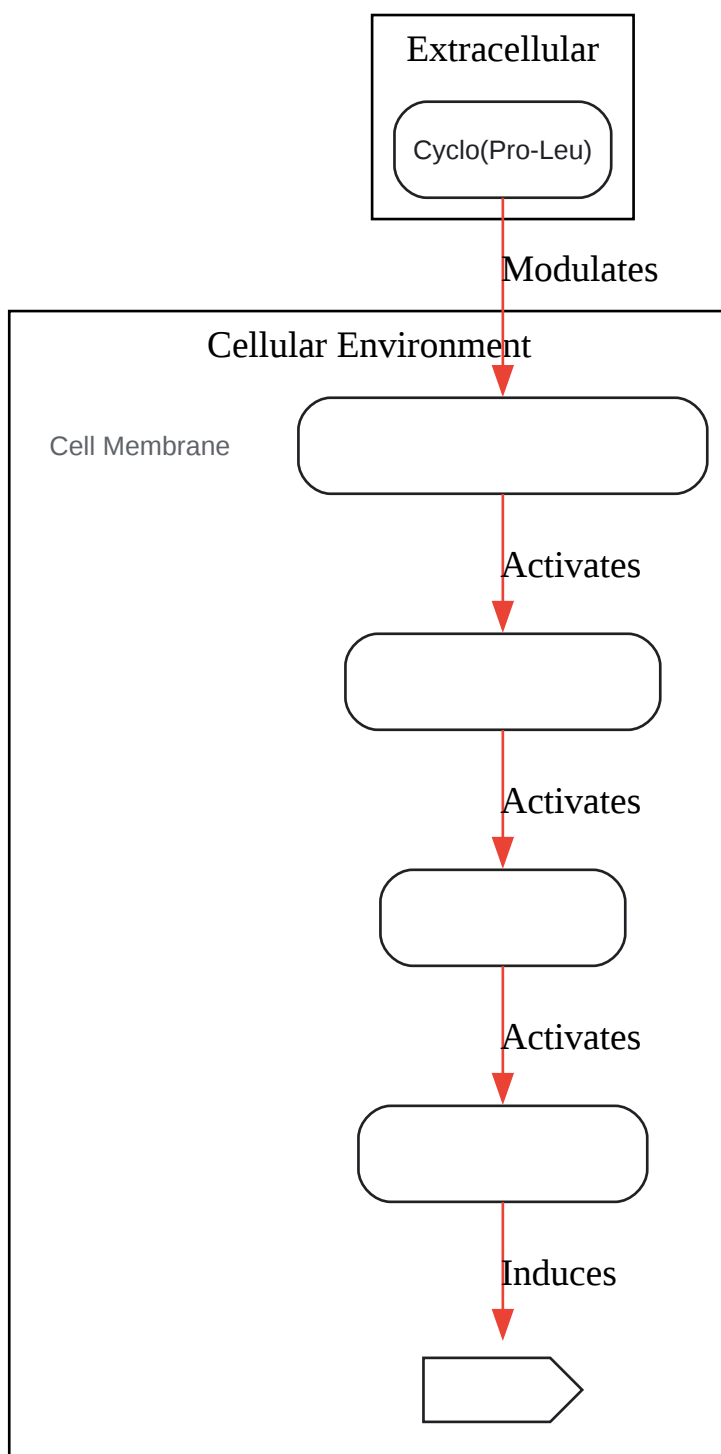 Extracellular
Cyclo(Pro-Leu)
Modulates
Cellular Environment
Cell Membrane
Activates
Activates
Activates
Induces